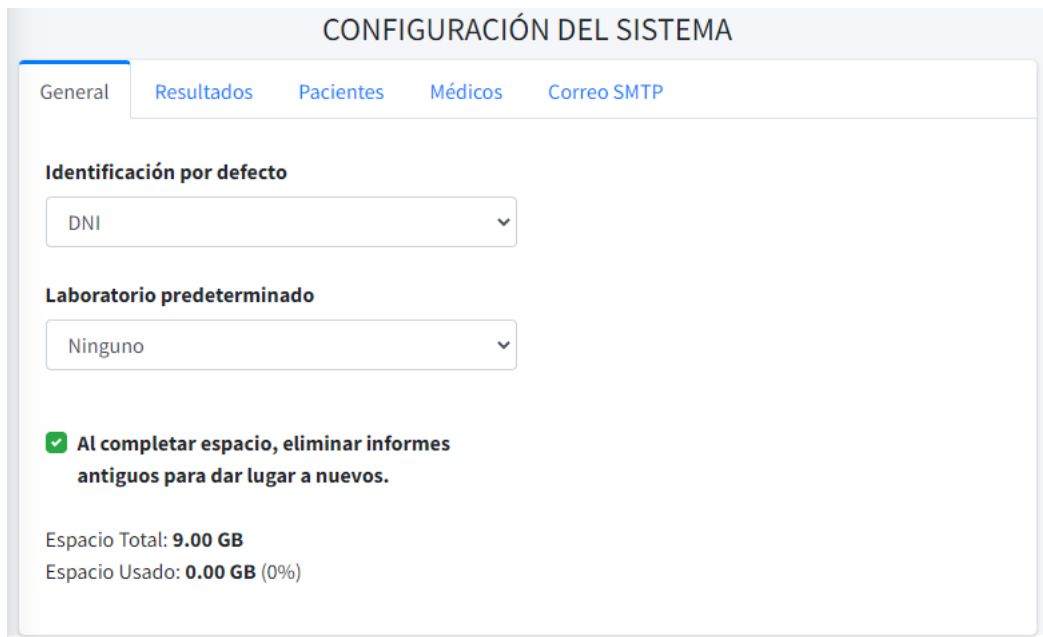 CONFIGURACIÓN DEL SISTEMA
General Resultados Pacientes Médicos Correo SMTP
Identificación por defecto
DNI
Laboratorio predeterminado
Ninguno
Al completar espacio, eliminar informes
antiguos para dar lugar a nuevos.
Espacio Total: 9.00 GB
Espacio Usado: 0.00 GB (0%)